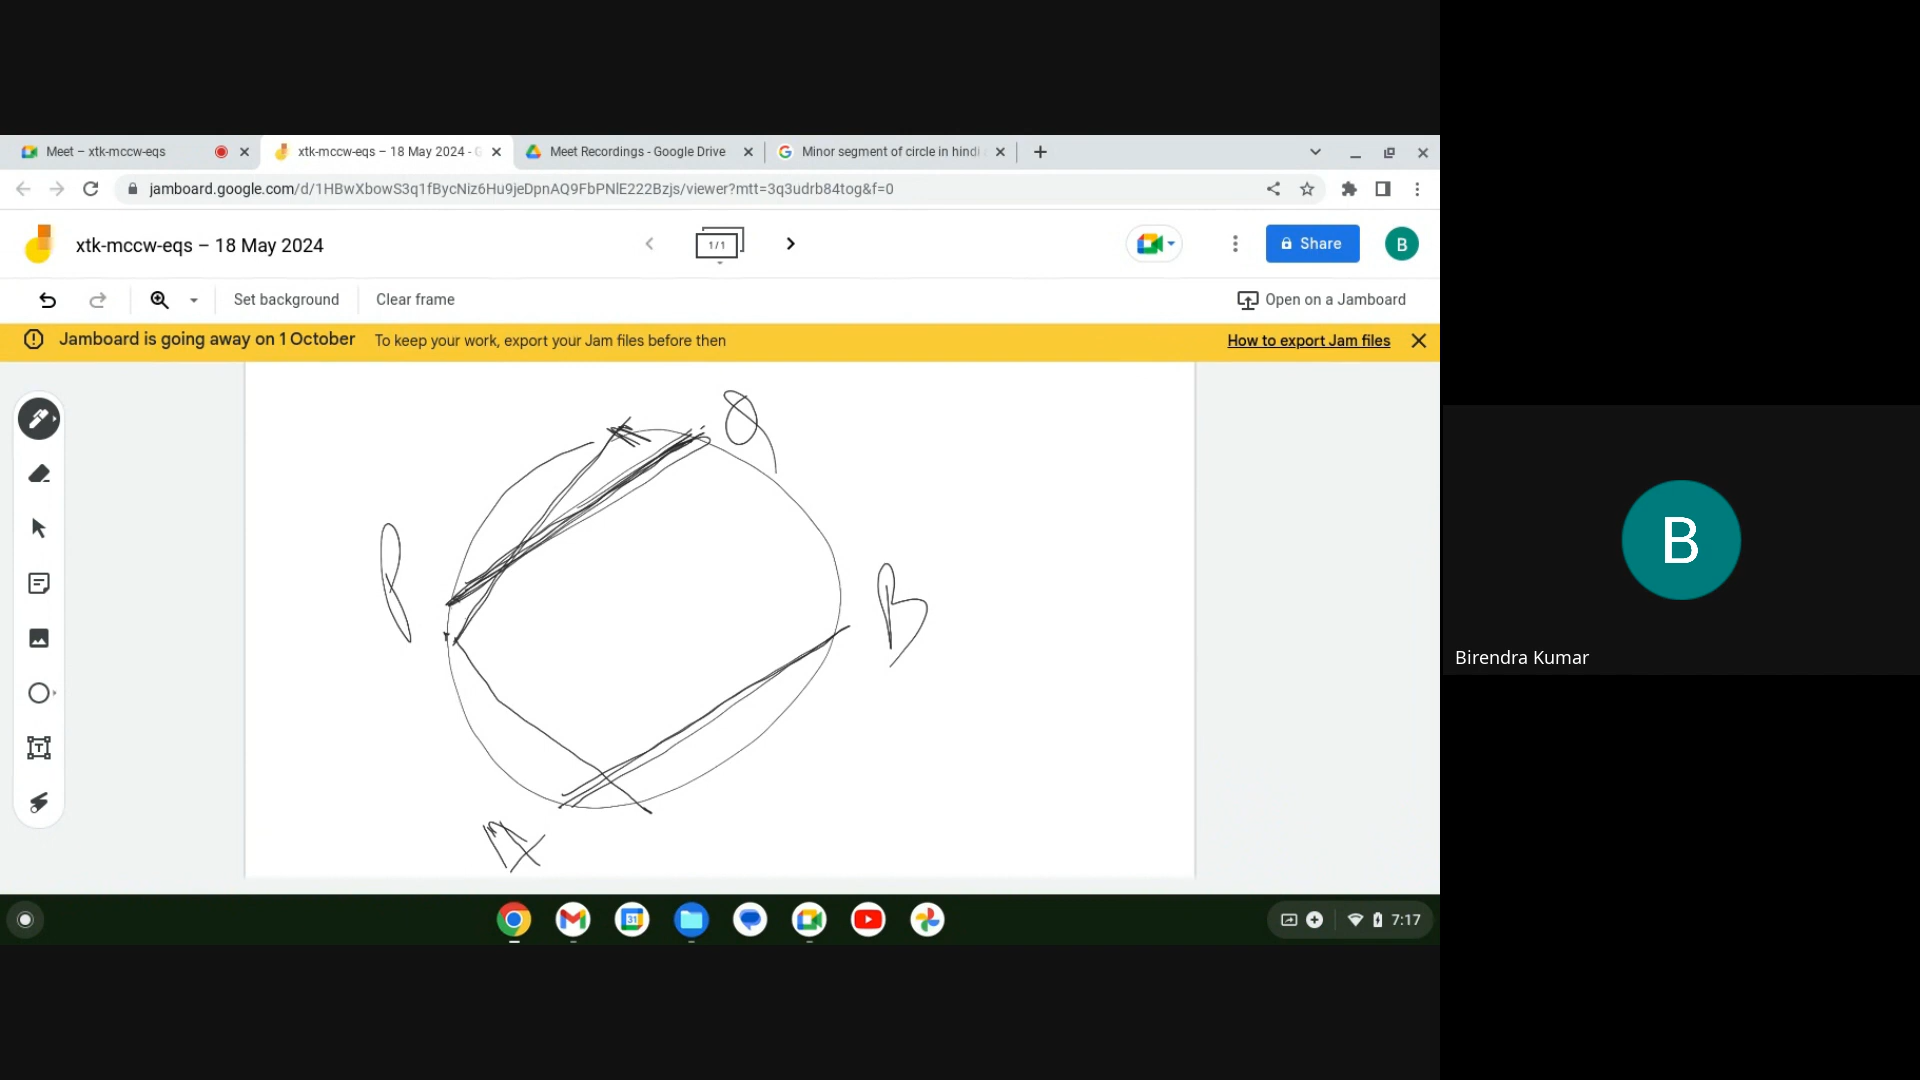 Meet – xtk-mccw-eqs
xtk-mccw-eqs – 18 May 2024 - G
Meet Recordings - Google Drive
Minor segment of circle in hindi
jamboard.google.com/d/1HBwXbowS3q1fBycNiz6Hu9jeDpnAQ9FbPNlE222Bzjs/viewer?mtt=3q3udrb84tog&f=0
xtk-mccw-eqs – 18 May 2024
1/1
Share
B
Set background
Clear frame
Open on a Jamboard
Jamboard is going away on 1 October
To keep your work, export your Jam files before then
How to export Jam files
P
B
B
Birendra Kumar
31
7:17